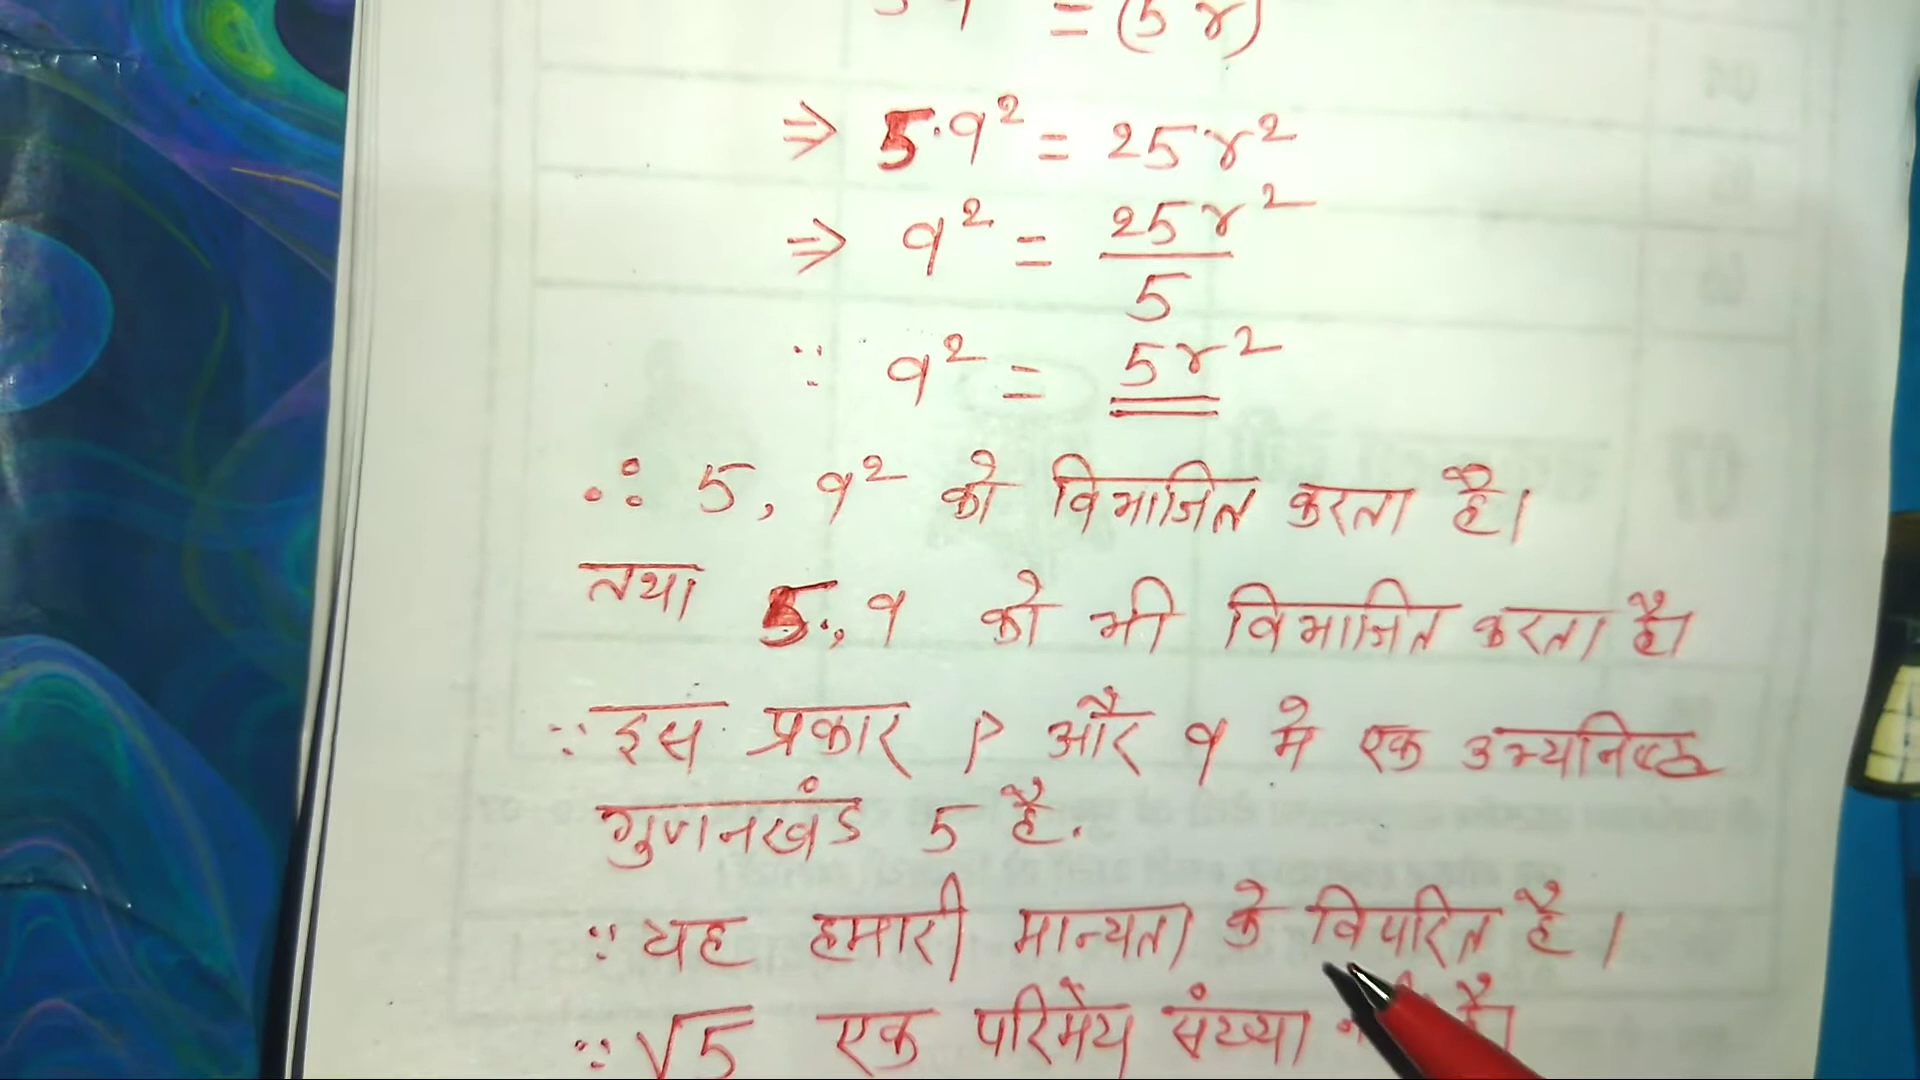 = (5r)
⇒ 5·q² = 25r²
⇒ q² = 25r²
5
∵ q² = 5r²
∴ 5, q² को विभाजित करता है।
तथा 5, q को भी विभाजित करता है।
∵ इस प्रकार P और q मे एक उभ्यनिष्ठ
गुणनखंड 5 है.
∵ यह हमारी मान्यता के विपरित है।
∵ √5 एक परिमेय संख्या है।